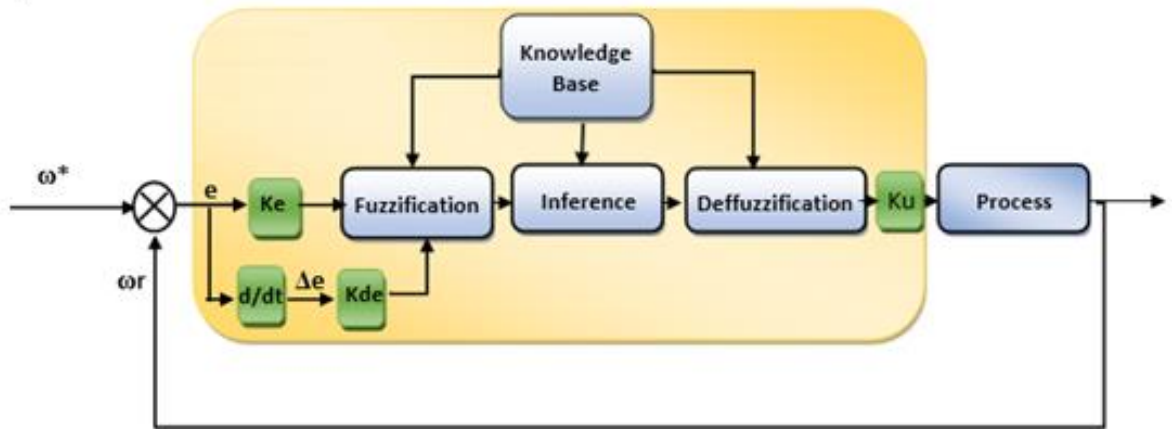 Knowledge
Base
ω*
e
Ke
Fuzzification
Inference
Deffuzzification
Ku
Process
ωr
d/dt
Δe
Kde